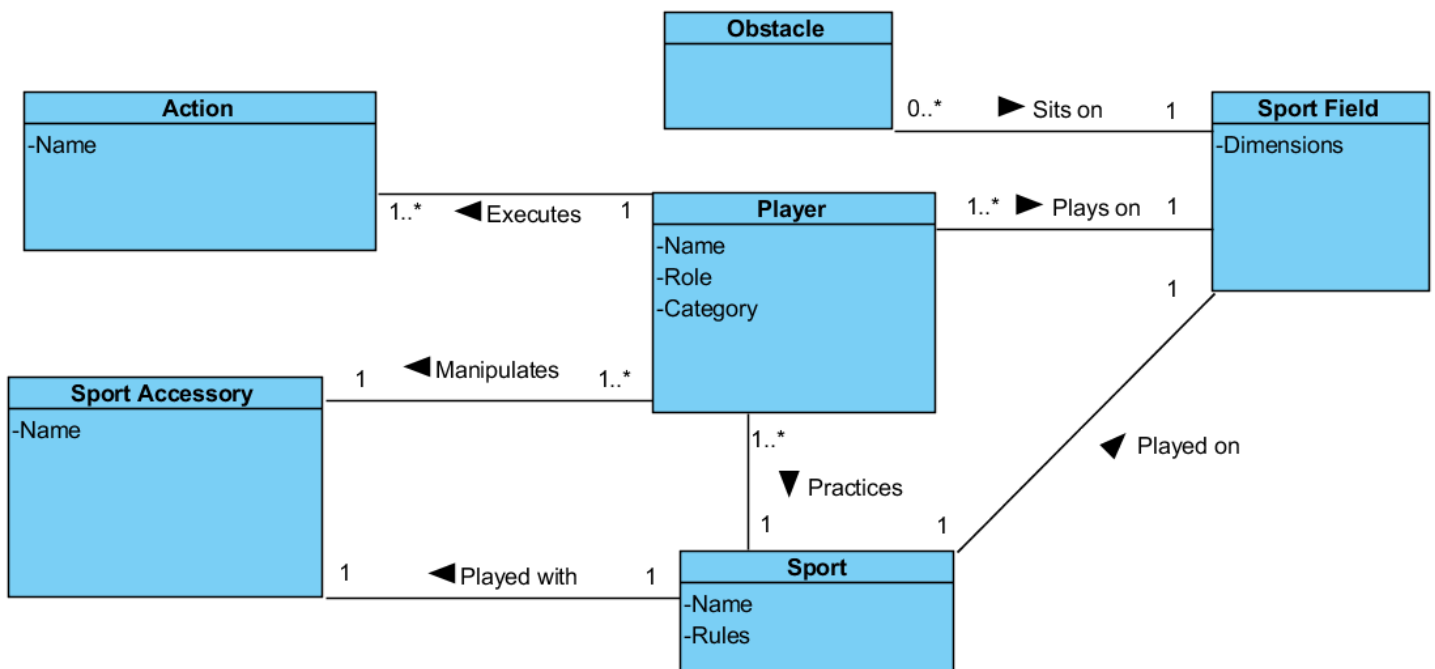 Obstacle
Action
-Name
0..* ► Sits on 1
Sport Field
-Dimensions
1..* ◄ Executes 1
Player
-Name
-Role
-Category
1..* ► Plays on 1
1
1 ◄ Manipulates 1..*
Sport Accessory
-Name
1..*
▼ Practices
1
Played on
1
1 ◄ Played with 1
Sport
-Name
-Rules